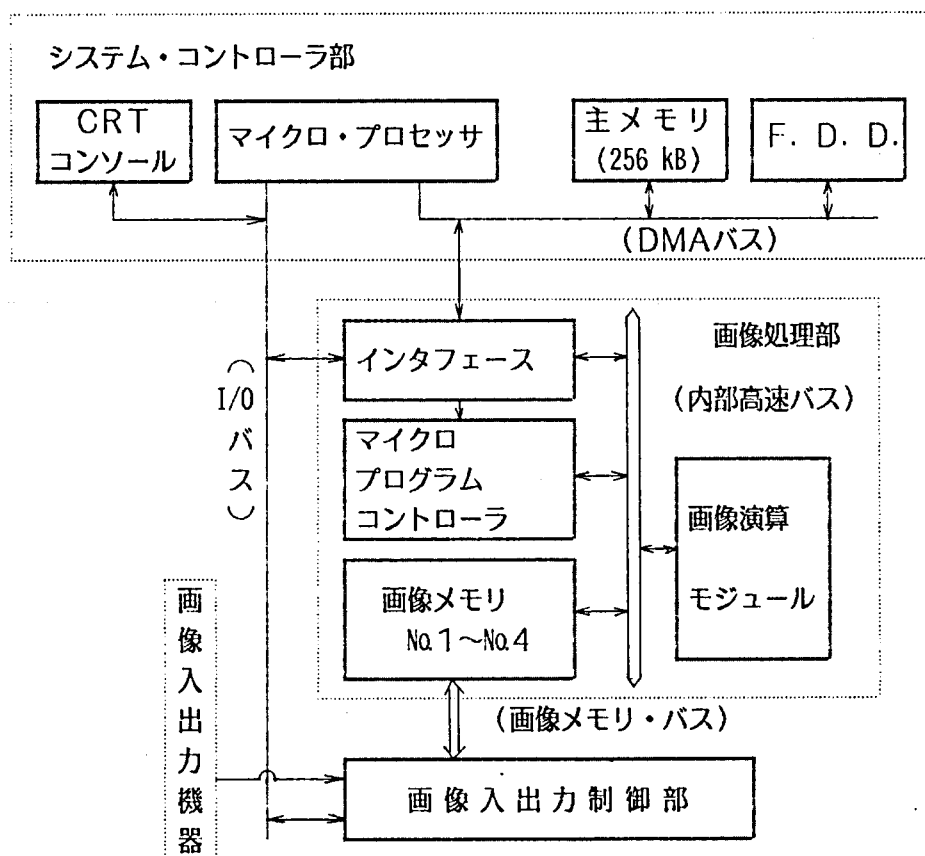 システム・コントローラ部
CRT
コンソール
マイクロ・プロセッサ
主メモリ
(256 kB)
F. D. D.
(DMAバス)
(I/Oバス)
インタフェース
画像処理部
(内部高速バス)
マイクロ
プログラム
コントローラ
画像演算
モジュール
画像メモリ
No.1〜No.4
(画像メモリ・バス)
画像入出力機器
画像入出力制御部